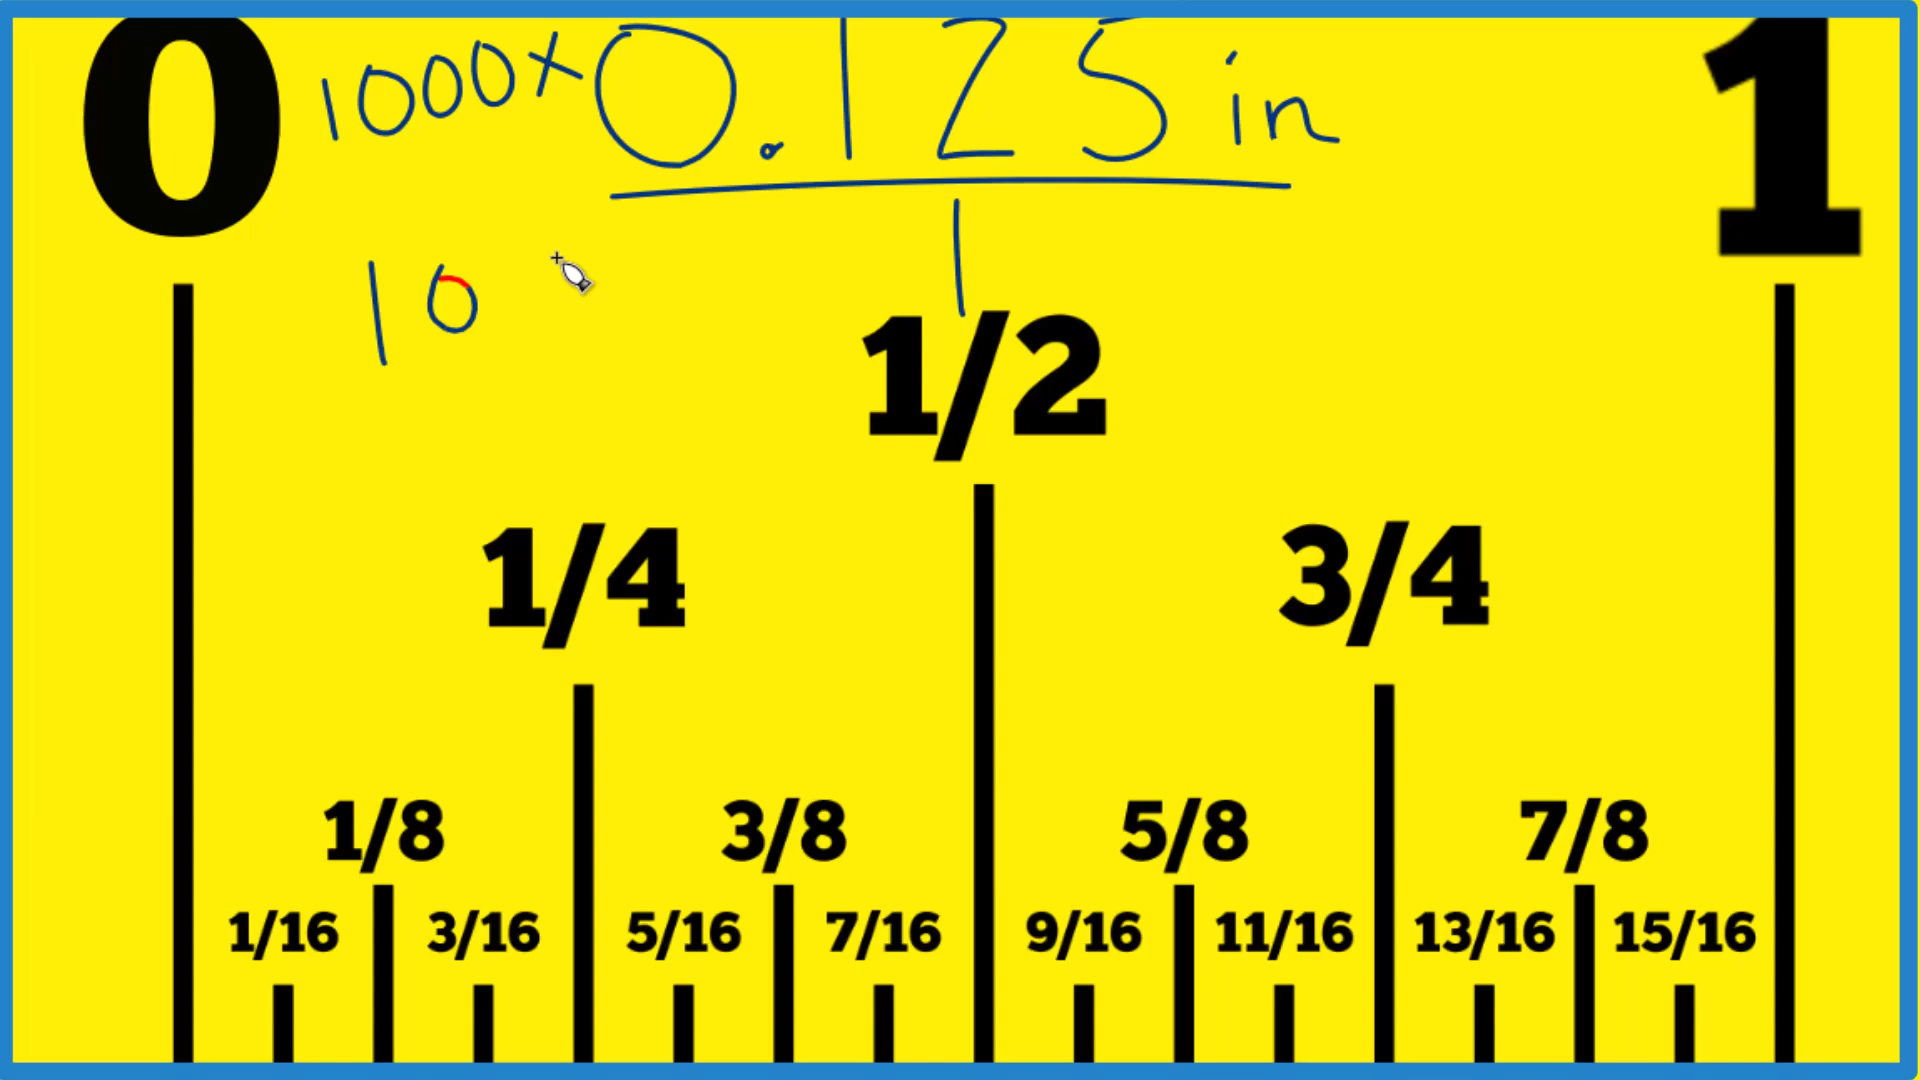 0 1000 x 0.125 in 1
10 1
1/2
1/4 3/4
1/8 3/8 5/8 7/8
1/16 3/16 5/16 7/16 9/16 11/16 13/16 15/16